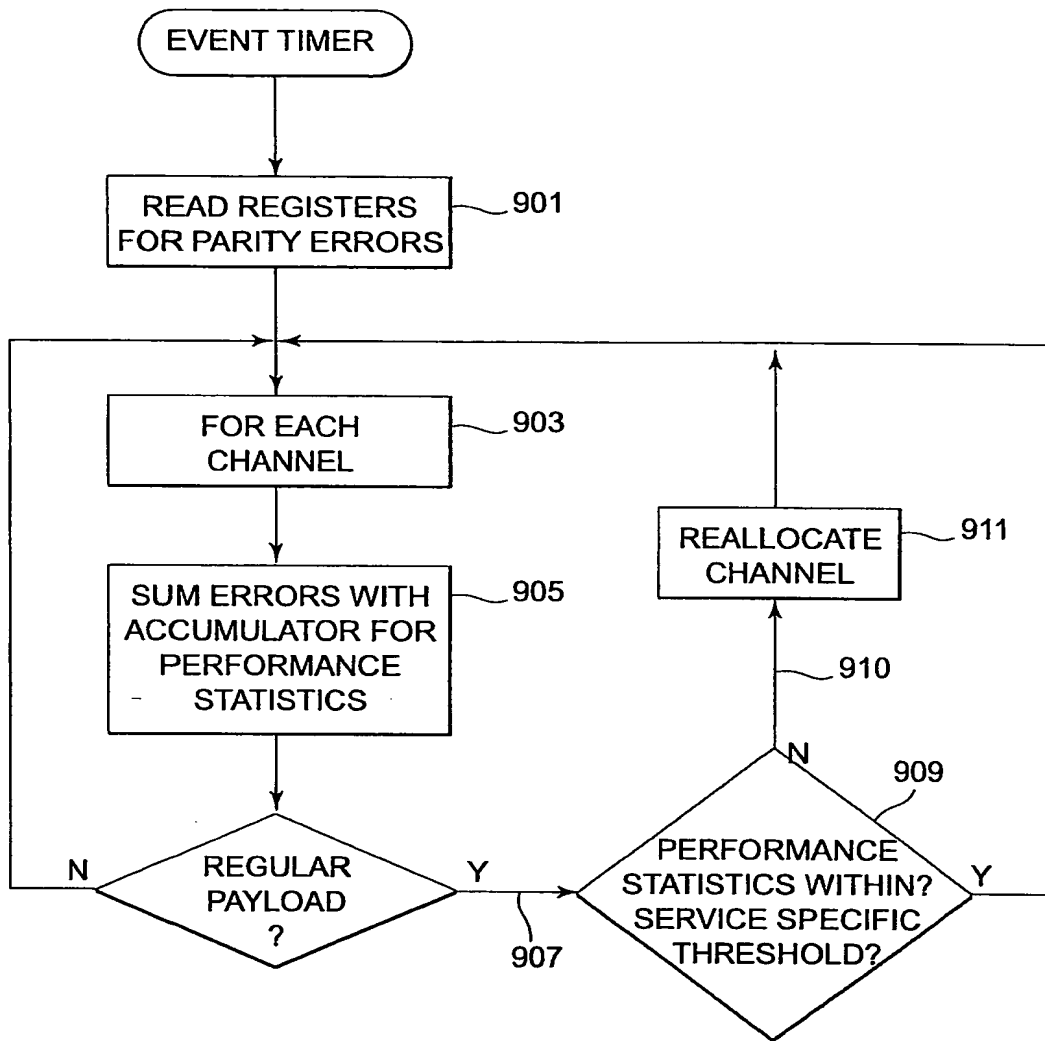 EVENT TIMER
READ REGISTERS
FOR PARITY ERRORS
901
FOR EACH
CHANNEL
903
SUM ERRORS WITH
ACCUMULATOR FOR
PERFORMANCE
STATISTICS
905
REALLOCATE
CHANNEL
911
910
N
909
N
REGULAR
PAYLOAD
?
Y
907
PERFORMANCE
STATISTICS WITHIN?
SERVICE SPECIFIC
THRESHOLD?
Y